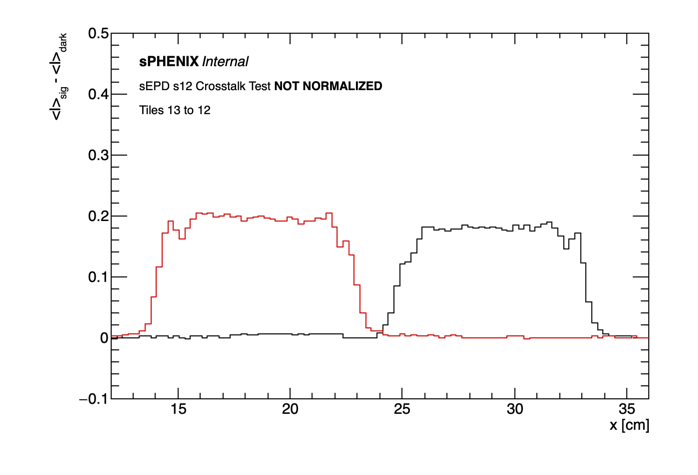 <I>sig - <I>dark
0.5
sPHENIX Internal
sEPD s12 Crosstalk Test NOT NORMALIZED
0.4
Tiles 13 to 12
0.3
0.2
0.1
0
−0.1
15 20 25 30 35
x [cm]